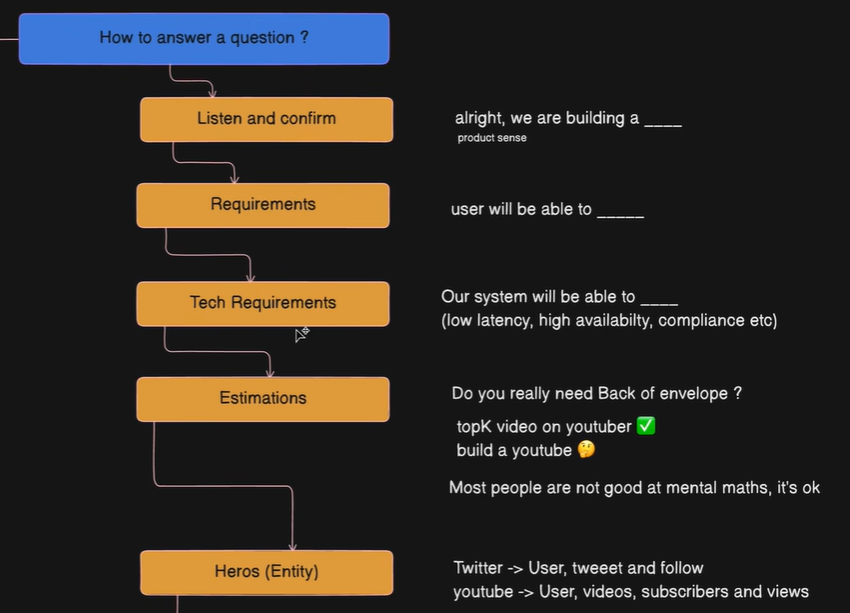 How to answer a question ?
Listen and confirm
alright, we are building a ____
product sense
Requirements
user will be able to _____
Tech Requirements
Our system will be able to ____
(low latency, high availabilty, compliance etc)
Estimations
Do you really need Back of envelope ?
topK video on youtuber ✅
build a youtube 🤔
Most people are not good at mental maths, it's ok
Heros (Entity)
Twitter -> User, tweeet and follow
youtube -> User, videos, subscribers and views